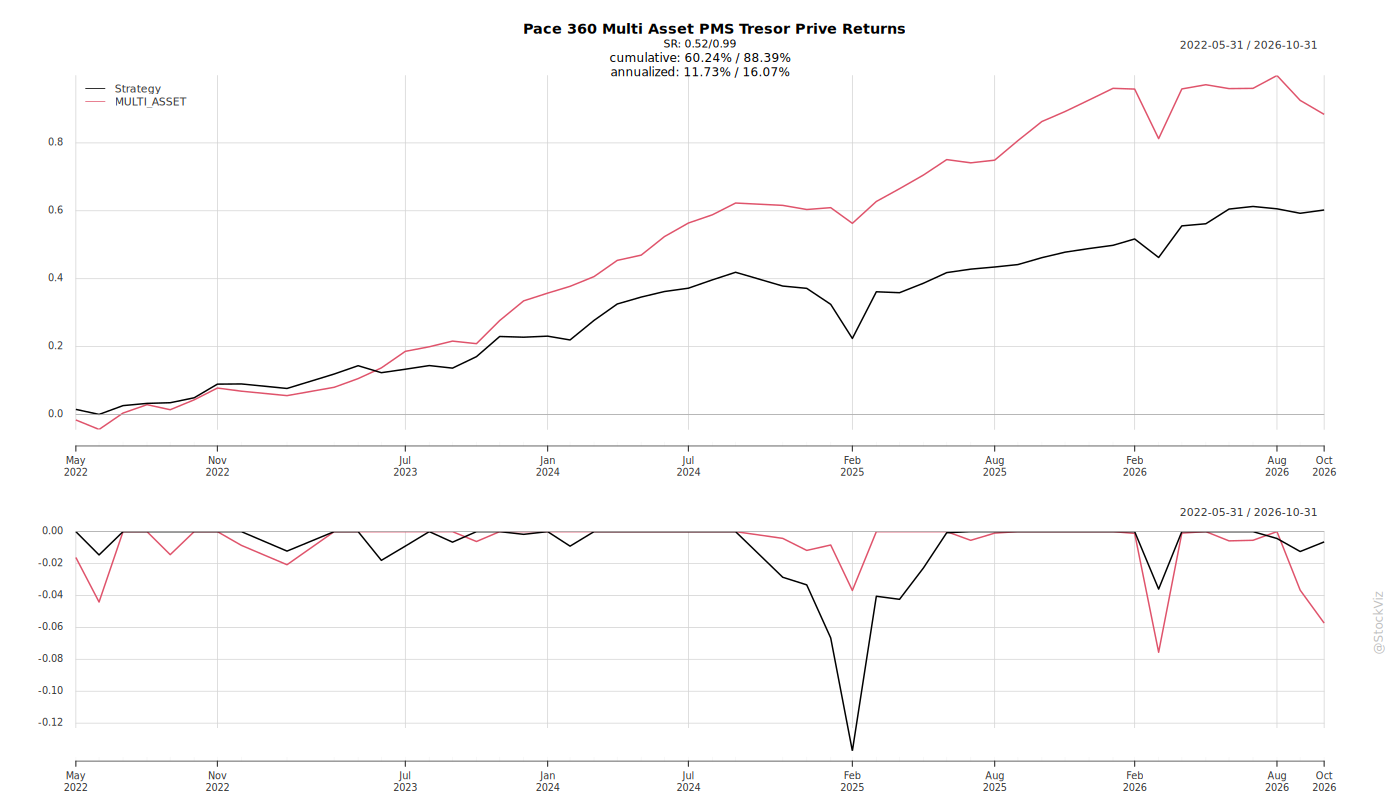 Pace 360 Multi Asset PMS Tresor Prive Returns
SR: 0.52/0.99
cumulative: 60.24% / 88.39%
annualized: 11.73% / 16.07%
2022-05-31 / 2026-10-31
Strategy
MULTI_ASSET
0.8
0.6
0.4
0.2
0.0
May Nov Jul Jan Jul Feb Aug Feb Aug Oct
2022 2022 2023 2024 2024 2025 2025 2026 2026 2026
2022-05-31 / 2026-10-31
0.00
-0.02
-0.04
-0.06
-0.08
-0.10
-0.12
May Nov Jul Jan Jul Feb Aug Feb Aug Oct
2022 2022 2023 2024 2024 2025 2025 2026 2026 2026
@StockViz